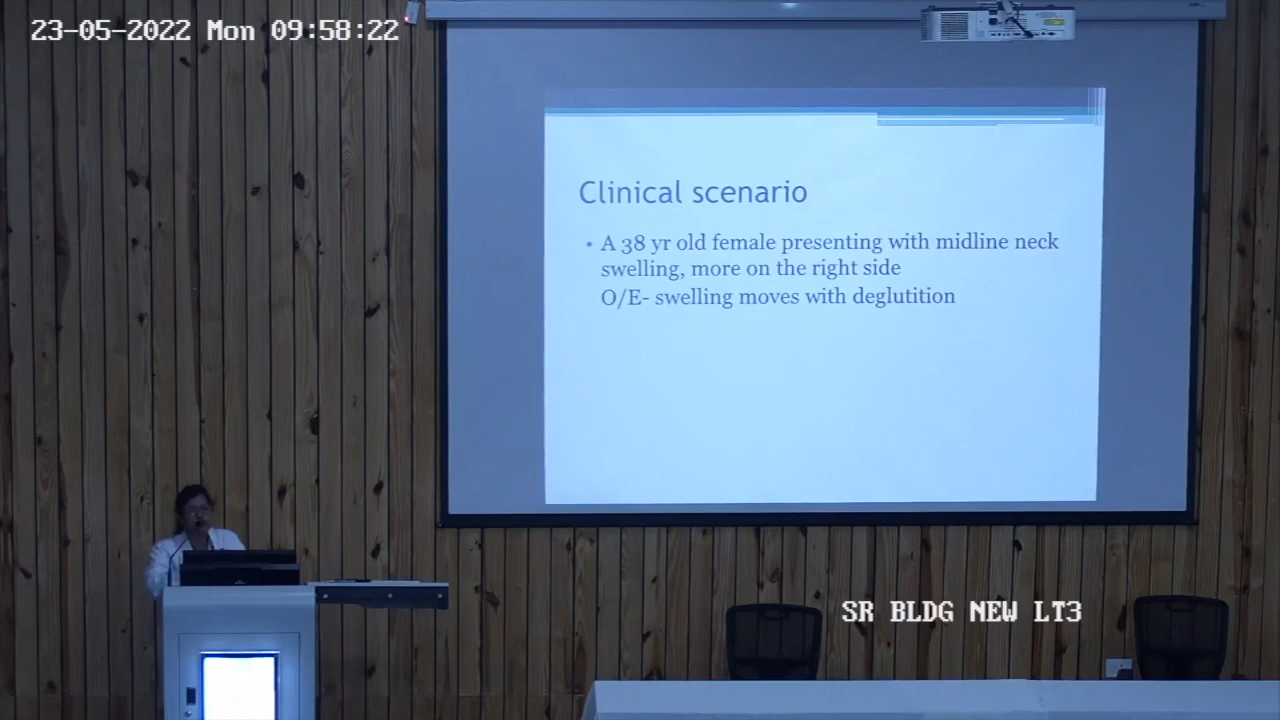 23-05-2022 Mon 09:58:22
Clinical scenario
• A 38 yr old female presenting with midline neck
swelling, more on the right side
O/E- swelling moves with deglutition
SR BLDG NEW LT3